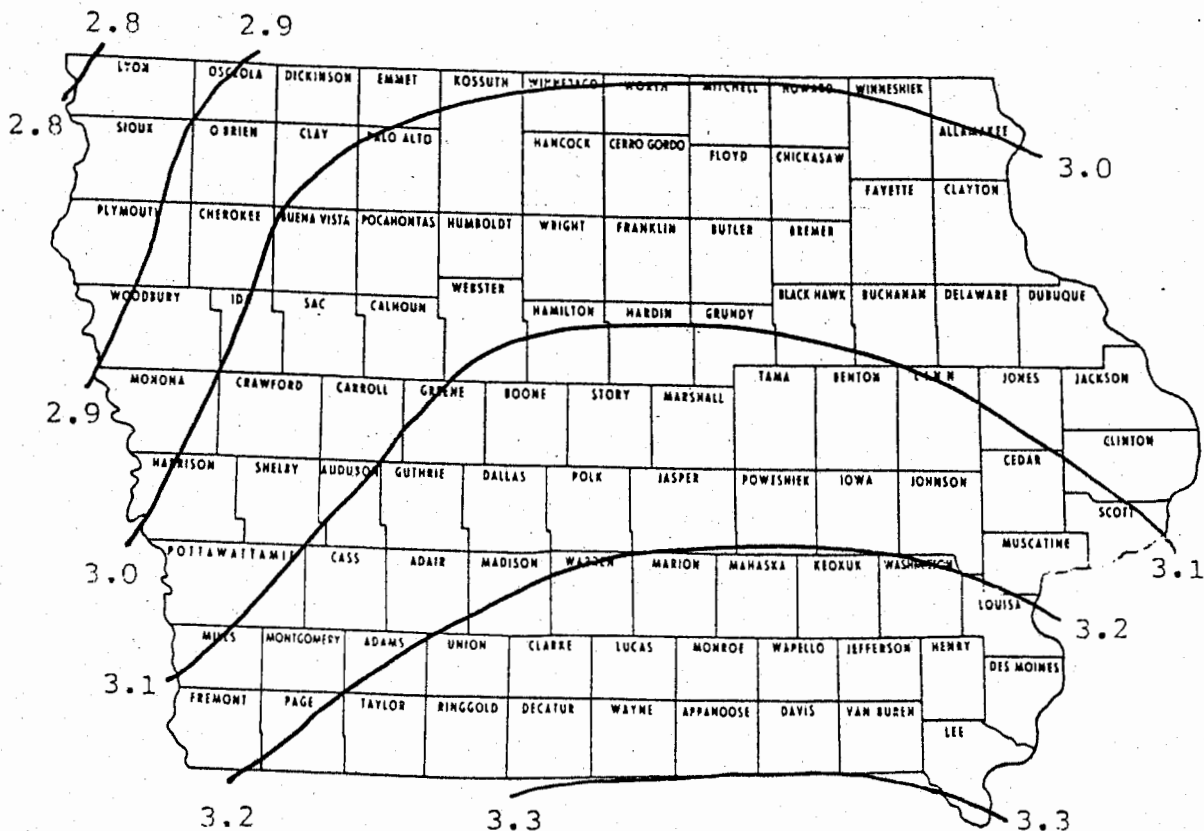 2.8 2.9
LYON OSCEOLA DICKINSON EMMET KOSSUTH WINNEBAGO WORTH MITCHELL HOWARD WINNESHIEK
2.8 SIOUX O BRIEN CLAY PALO ALTO ALLAMAKEE
HANCOCK CERRO GORDO FLOYD CHICKASAW
3.0
FAYETTE CLAYTON
PLYMOUTH CHEROKEE BUENA VISTA POCAHONTAS HUMBOLDT WRIGHT FRANKLIN BUTLER BREMER
WOODBURY IDA SAC CALHOUN WEBSTER HAMILTON HARDIN GRUNDY BLACK HAWK BUCHANAN DELAWARE DUBUQUE
MONONA CRAWFORD CARROLL GREENE BOONE STORY MARSHALL TAMA BENTON LINN JONES JACKSON
2.9
CLINTON
HARRISON SHELBY AUDUBON GUTHRIE DALLAS POLK JASPER POWISHIEK IOWA JOHNSON CEDAR
SCOTT
MUSCATINE
POTTAWATTAMIE CASS ADAIR MADISON WARREN MARION MAHASKA KEOKUK WASHINGTON
3.0 3.1
LOUISA
3.2
MILLS MONTGOMERY ADAMS UNION CLARKE LUCAS MONROE WAPELLO JEFFERSON HENRY
DES MOINES
3.1
FREMONT PAGE TAYLOR RINGGOLD DECATUR WAYNE APPANOOSE DAVIS VAN BUREN
LEE
3.2 3.3 3.3